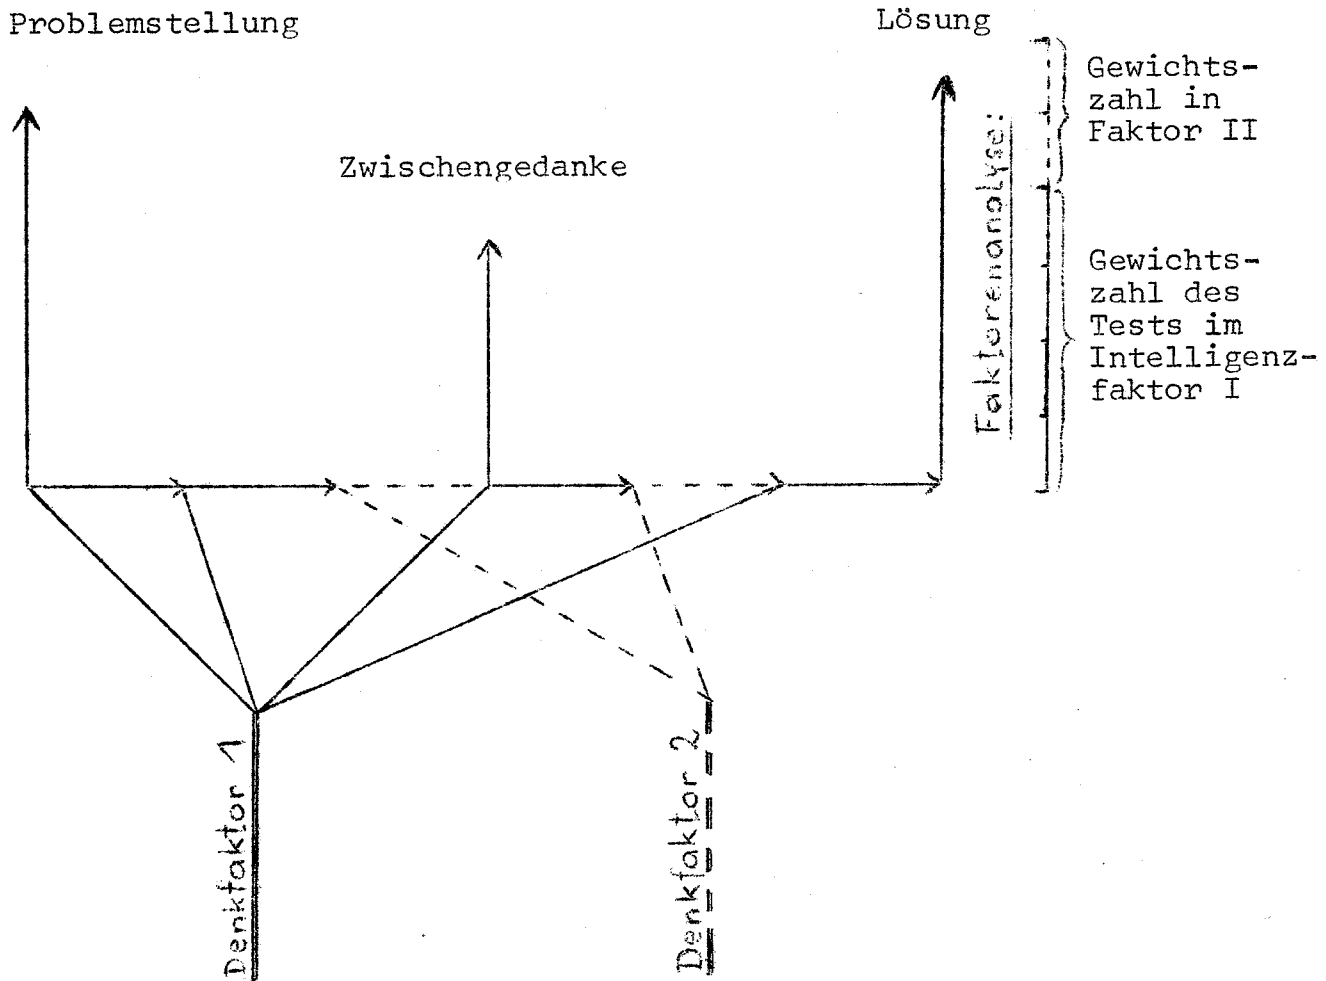 Problemstellung
Lösung
Zwischengedanke
Faktorenanalyse:
Gewichts-
zahl in
Faktor II
Gewichts-
zahl des
Tests im
Intelligenz-
faktor I
Denkfaktor 1
Denkfaktor 2